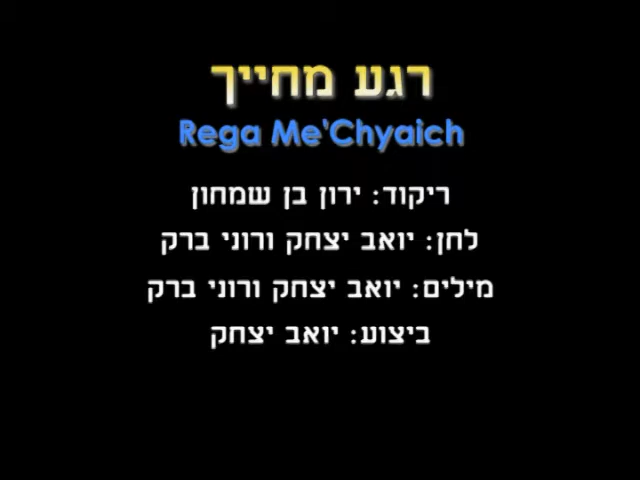 רגע מחייך
Rega Me'Chyaich
ריקוד: ירון בן שמחון
לחן: יואב יצחק ורוני ברק
מילים: יואב יצחק ורוני ברק
ביצוע: יואב יצחק